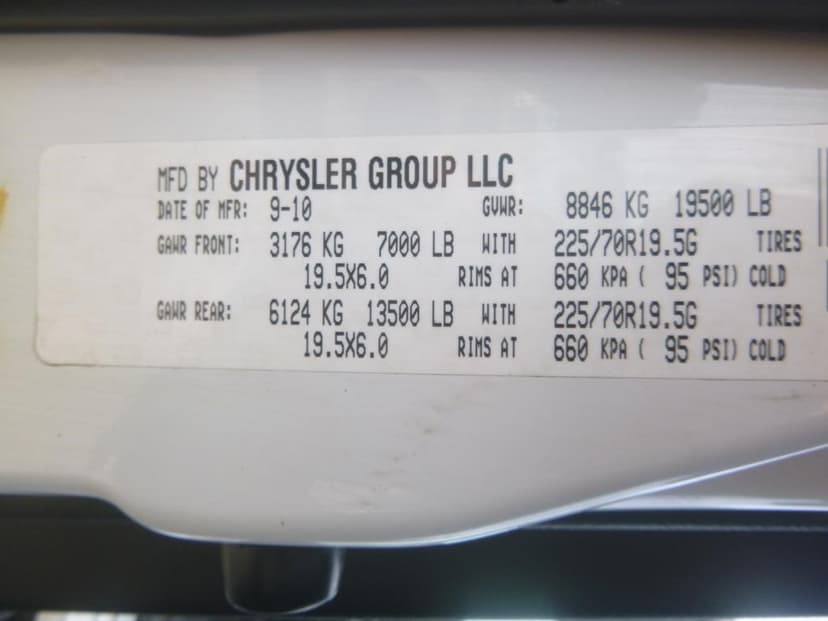 MFD BY CHRYSLER GROUP LLC
DATE OF MFR: 9-10 GVWR: 8846 KG 19500 LB
GAWR FRONT: 3176 KG 7000 LB WITH 225/70R19.5G TIRES
19.5X6.0 RIMS AT 660 KPA ( 95 PSI) COLD
GAWR REAR: 6124 KG 13500 LB WITH 225/70R19.5G TIRES
19.5X6.0 RIMS AT 660 KPA ( 95 PSI) COLD